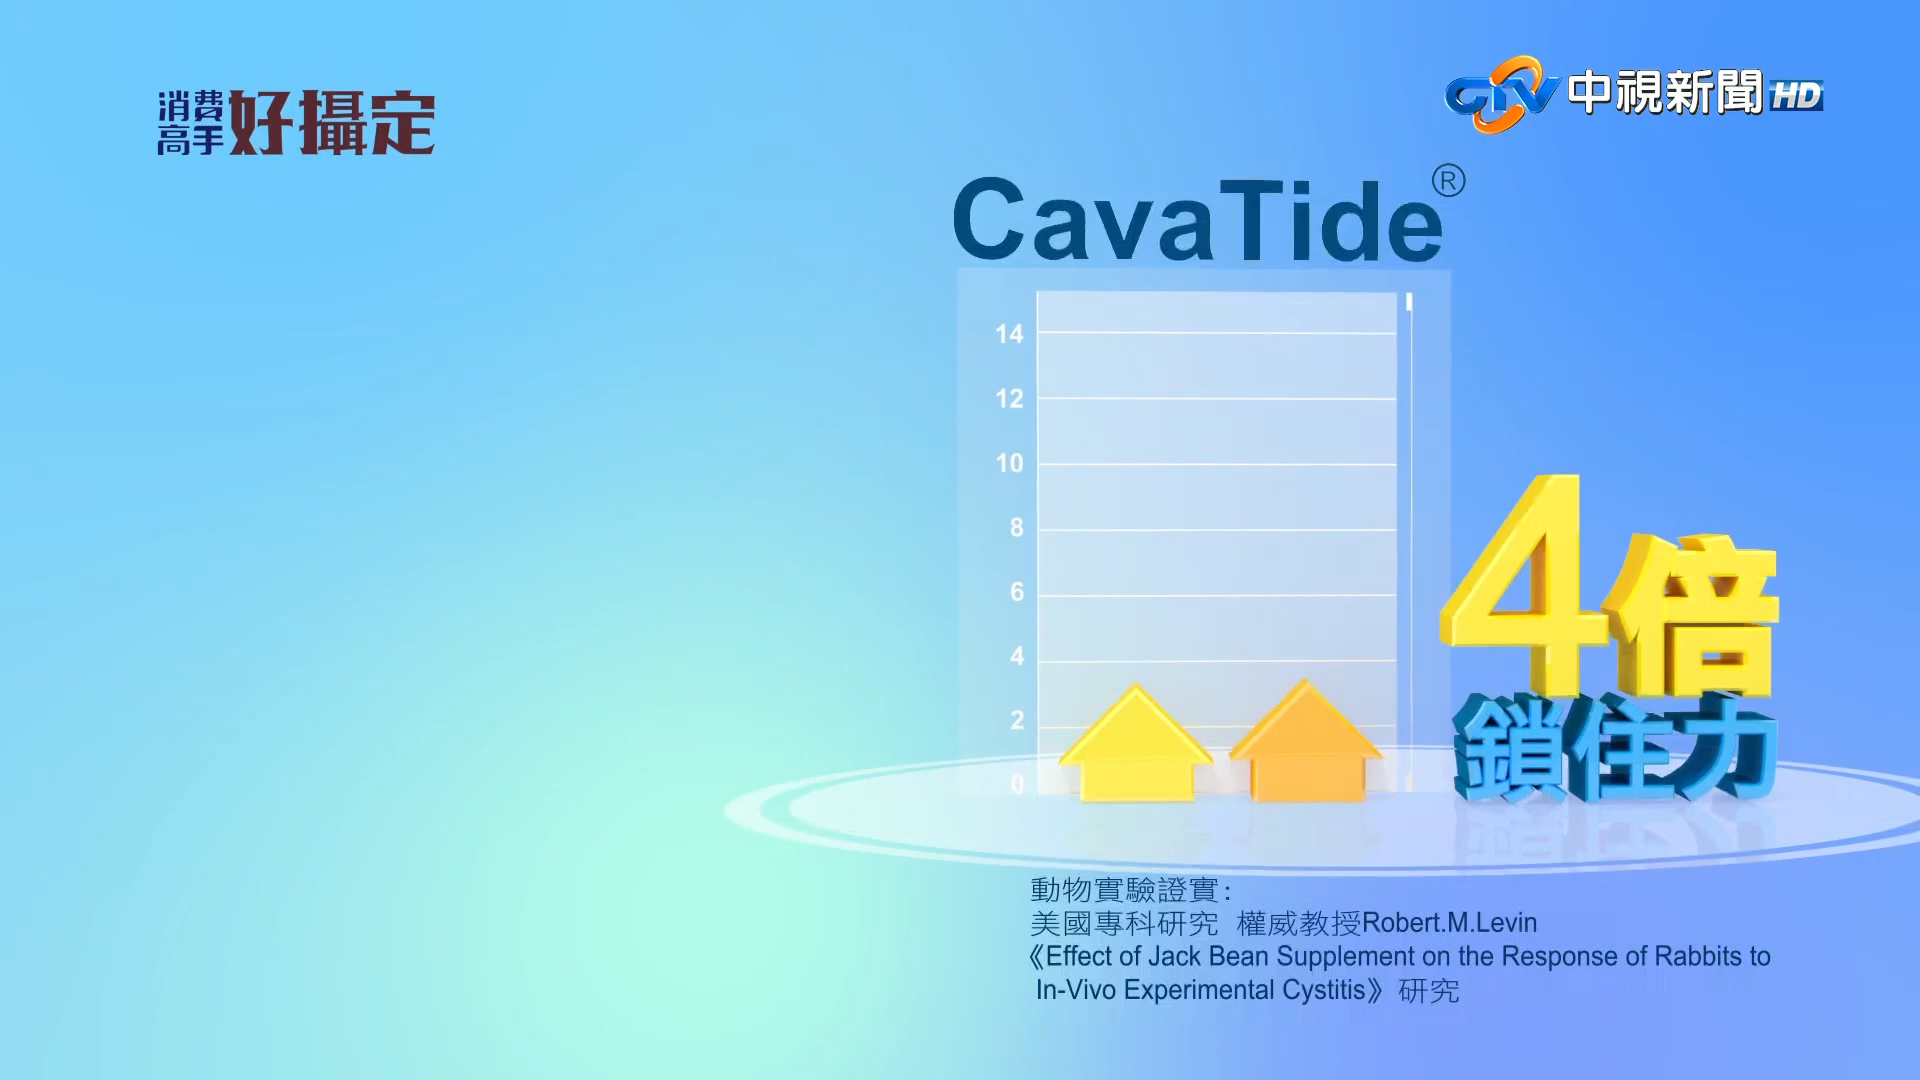 消費
高手
好攝定
CTV 中視新聞 HD
CavaTide®
14
12
10
8
6
4
2
0
4倍
鎖住力
動物實驗證實：
美國專科研究 權威教授Robert.M.Levin
《Effect of Jack Bean Supplement on the Response of Rabbits to
In-Vivo Experimental Cystitis》研究